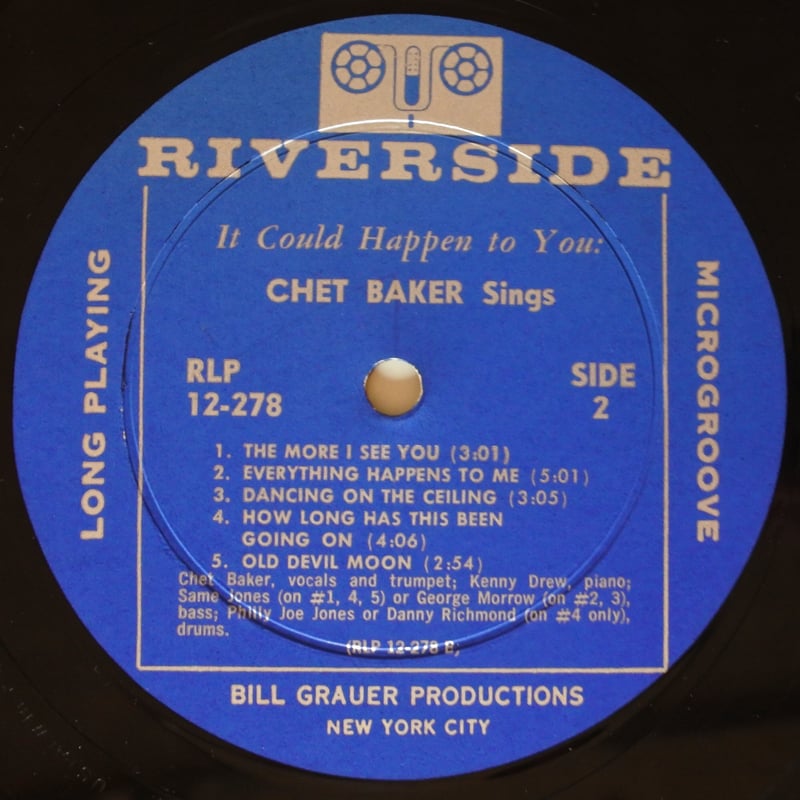 RIVERSIDE
It Could Happen to You:
CHET BAKER Sings
LONG PLAYING
MICROGROOVE
RLP
12-278
SIDE
2
1. THE MORE I SEE YOU (3:01)
2. EVERYTHING HAPPENS TO ME (5:01)
3. DANCING ON THE CEILING (3:05)
4. HOW LONG HAS THIS BEEN
GOING ON (4:06)
5. OLD DEVIL MOON (2:54)
Chet Baker, vocals and trumpet; Kenny Drew, piano;
Same Jones (on #1, 4, 5) or George Morrow (on #2, 3),
bass; Philly Joe Jones or Danny Richmond (on #4 only),
drums.
(RLP 12-278 B)
BILL GRAUER PRODUCTIONS
NEW YORK CITY